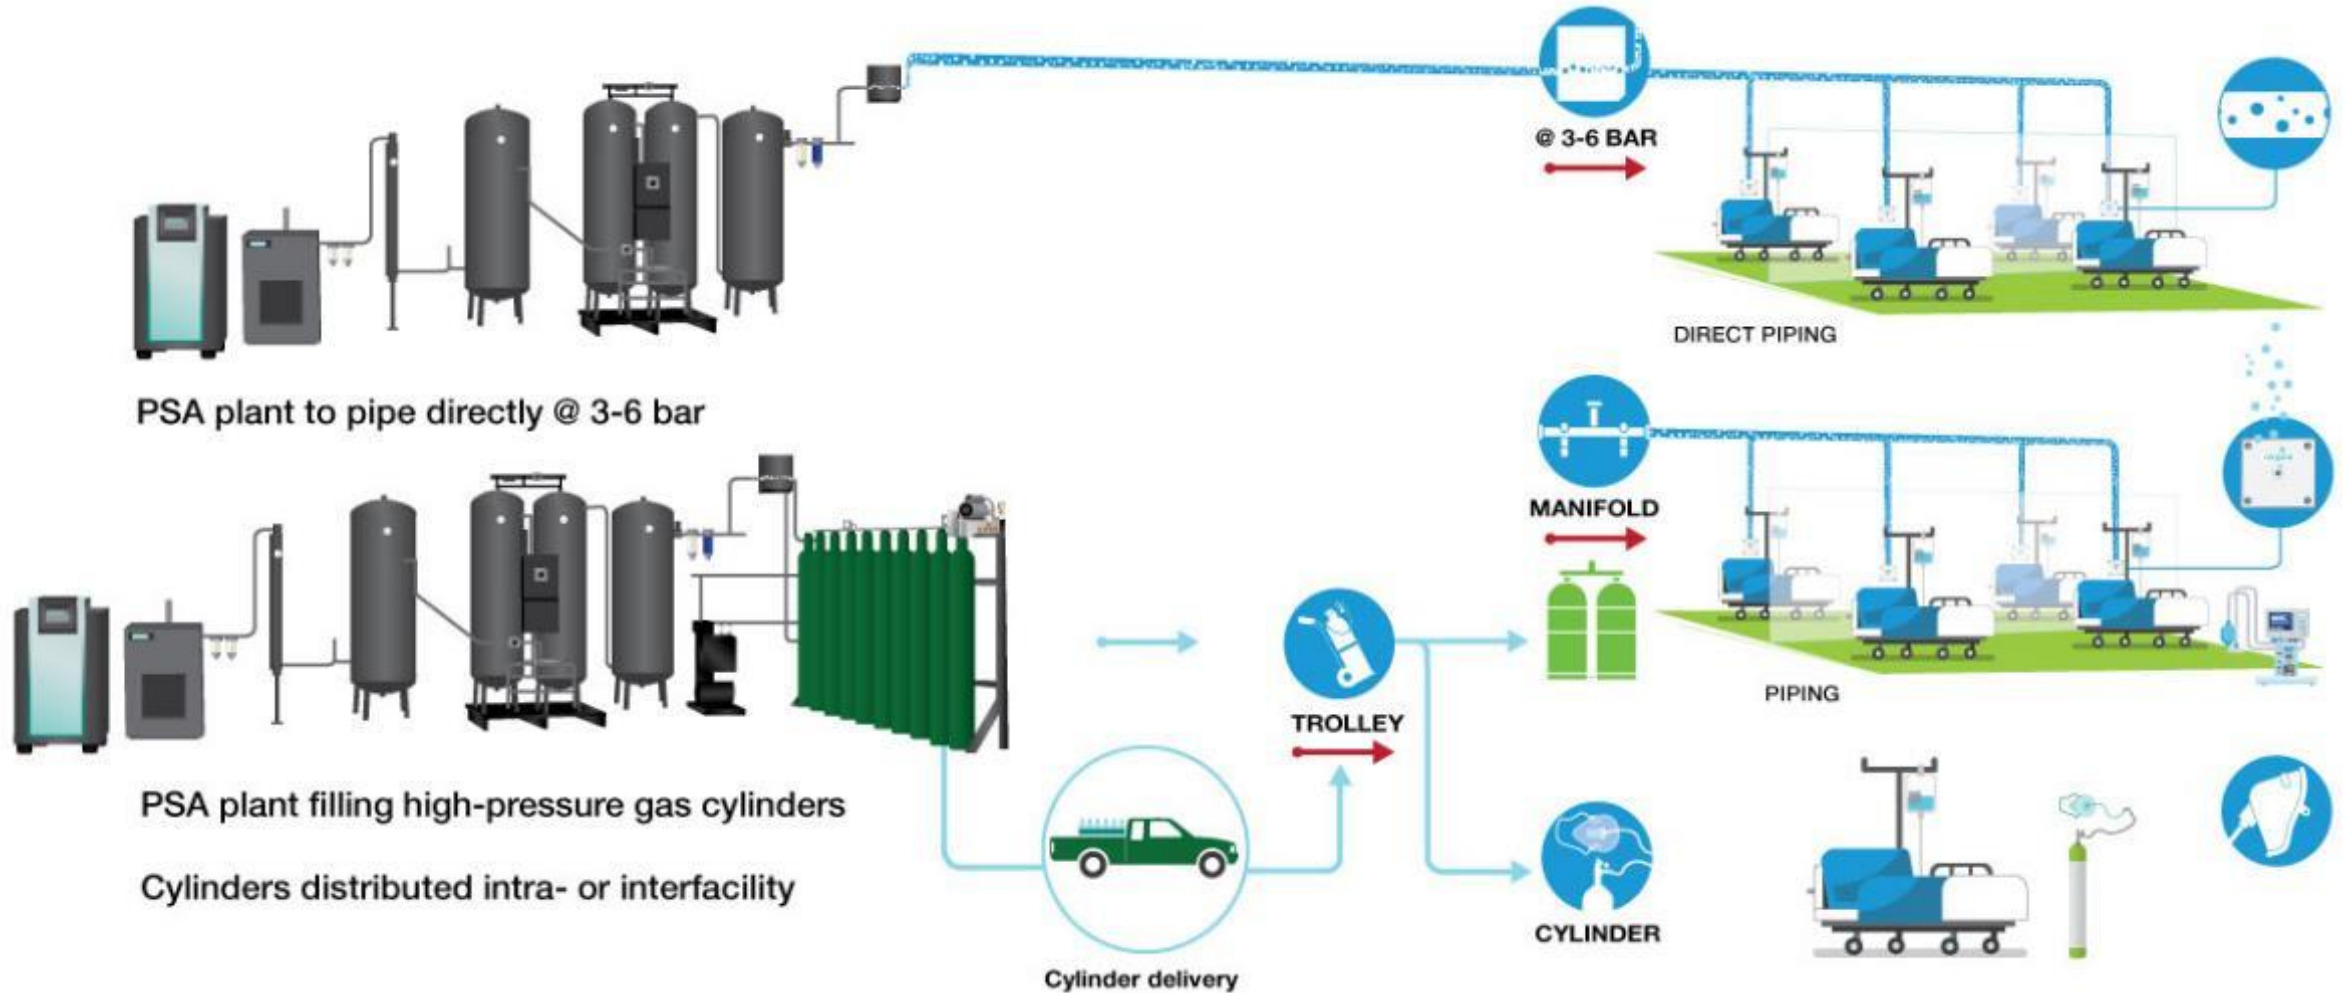 @ 3-6 BAR
DIRECT PIPING
PSA plant to pipe directly @ 3-6 bar
MANIFOLD
PIPING
TROLLEY
PSA plant filling high-pressure gas cylinders
Cylinders distributed intra- or interfacility
CYLINDER
Cylinder delivery